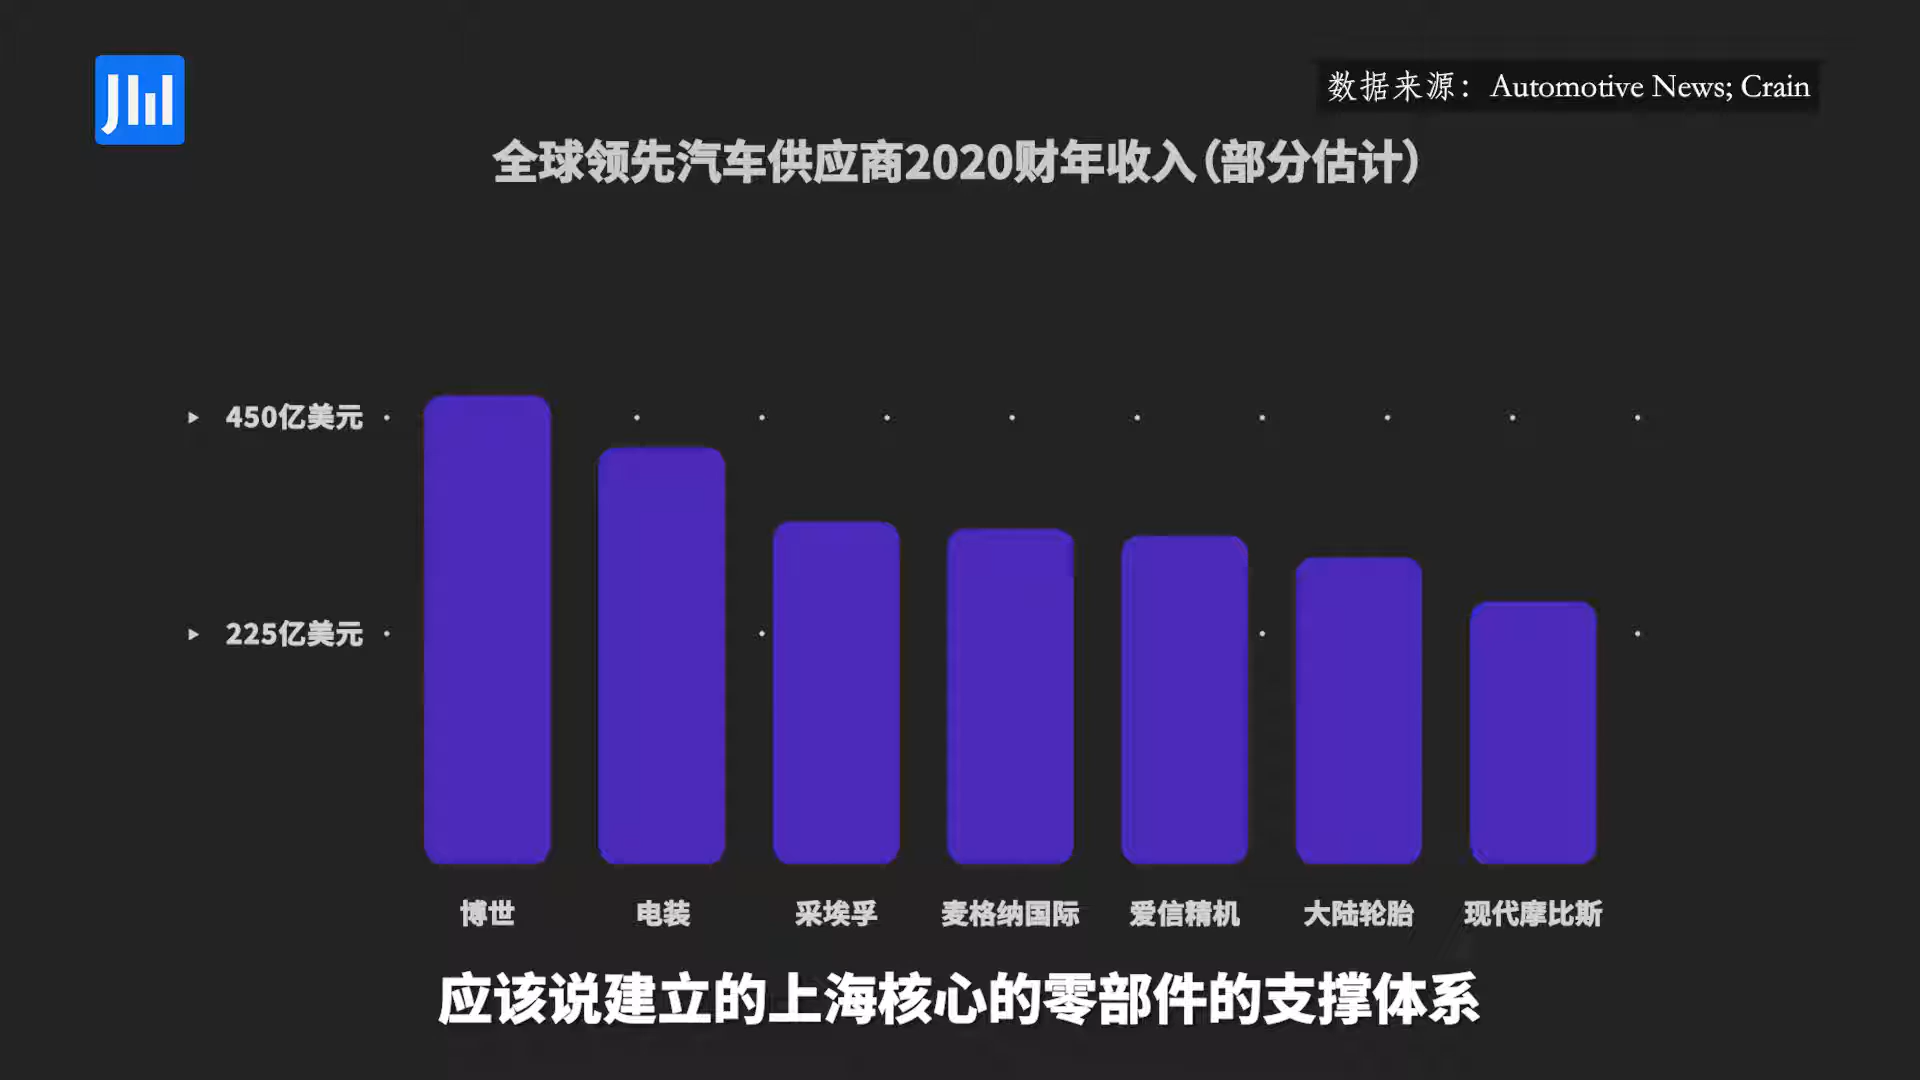 JM
数据来源：Automotive News; Crain
全球领先汽车供应商2020财年收入（部分估计）
450亿美元
225亿美元
博世
电装
采埃孚
麦格纳国际
爱信精机
大陆轮胎
现代摩比斯
应该说建立的上海核心的零部件的支撑体系